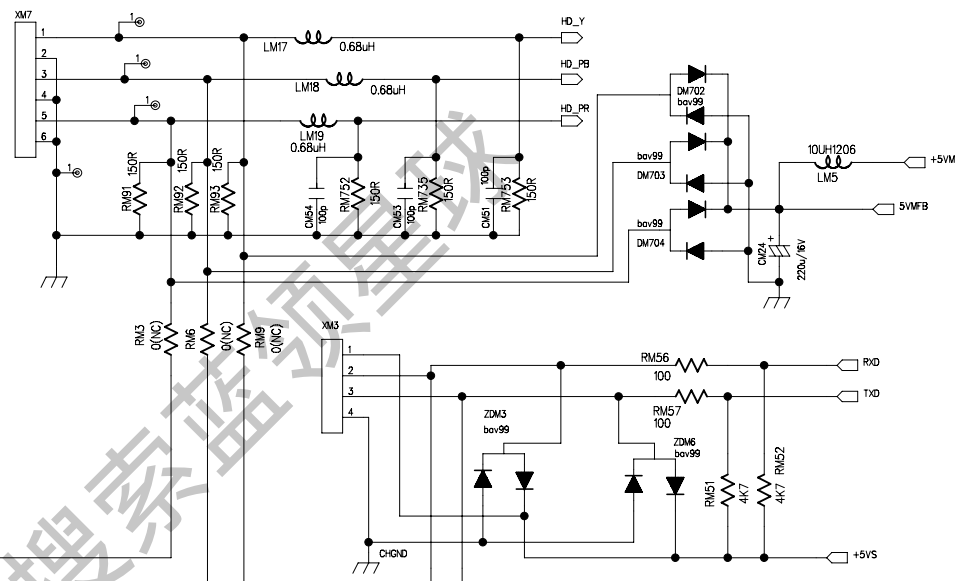 XM7
1
2
3
4
5
6
1
1
1
1
LM17
0.68uH
HD_Y
LM18
0.68uH
HD_PB
LM19
0.68uH
HD_PR
RM91
150R
RM92
150R
RM93
150R
CM54
100p
RM752
150R
CM53
100p
RM735
150R
CM51
100p
RM753
150R
DM702
bav99
bav99
DM703
bav99
DM704
10UH1206
LM5
+5VM
5VMFB
+
CM24
220u/16V
RM3
0(NC)
RM6
0(NC)
RM9
0(NC)
XM3
1
2
3
4
RM56
100
RXD
RM57
100
TXD
ZDM3
bav99
ZDM6
bav99
RM51
4K7
RM52
4K7
CHGND
+5VS
搜索蓝领星球